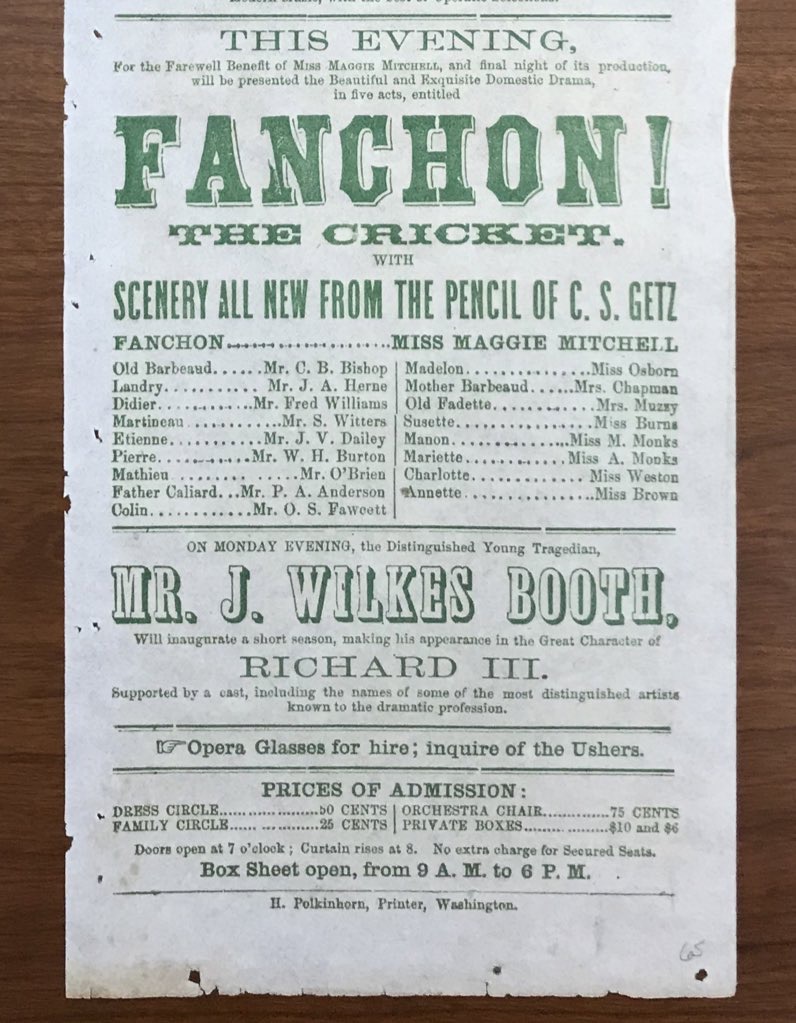 THIS EVENING,
For the Farewell Benefit of MISS MAGGIE MITCHELL, and final night of its production,
will be presented the Beautiful and Exquisite Domestic Drama,
in five acts, entitled
FANCHON!
THE CRICKET.
WITH
SCENERY ALL NEW FROM THE PENCIL OF C. S. GETZ
FANCHON....................MISS MAGGIE MITCHELL
Old Barbeaud......Mr. C. B. Bishop | Madelon...............Miss Osborn
Landry........... Mr. J. A. Herne | Mother Barbeaud......Mrs. Chapman
Didier............Mr. Fred Williams | Old Fadette............Mrs. Muzzy
Martineau............Mr. S. Witters | Susette................Miss Burns
Etienne............Mr. J. V. Dailey | Manon...............Miss M. Monks
Pierre............Mr. W. H. Burton | Mariette............Miss A. Monks
Mathieu ................Mr. O'Brien | Charlotte.............. Miss Weston
Father Caliard...Mr. P. A. Anderson | Annette................Miss Brown
Colin............Mr. O. S. Fawcett
ON MONDAY EVENING, the Distinguished Young Tragedian,
MR. J. WILKES BOOTH,
Will inaugurate a short season, making his appearance in the Great Character of
RICHARD III.
Supported by a cast, including the names of some of the most distinguished artists
known to the dramatic profession.
☞Opera Glasses for hire; inquire of the Ushers.
PRICES OF ADMISSION:
DRESS CIRCLE...................50 CENTS | ORCHESTRA CHAIR.............75 CENTS
FAMILY CIRCLE...... ............25 CENTS | PRIVATE BOXES.................$10 and $6
Doors open at 7 o'clock; Curtain rises at 8. No extra charge for Secured Seats.
Box Sheet open, from 9 A. M. to 6 P. M.
H. Polkinhorn, Printer, Washington.
65